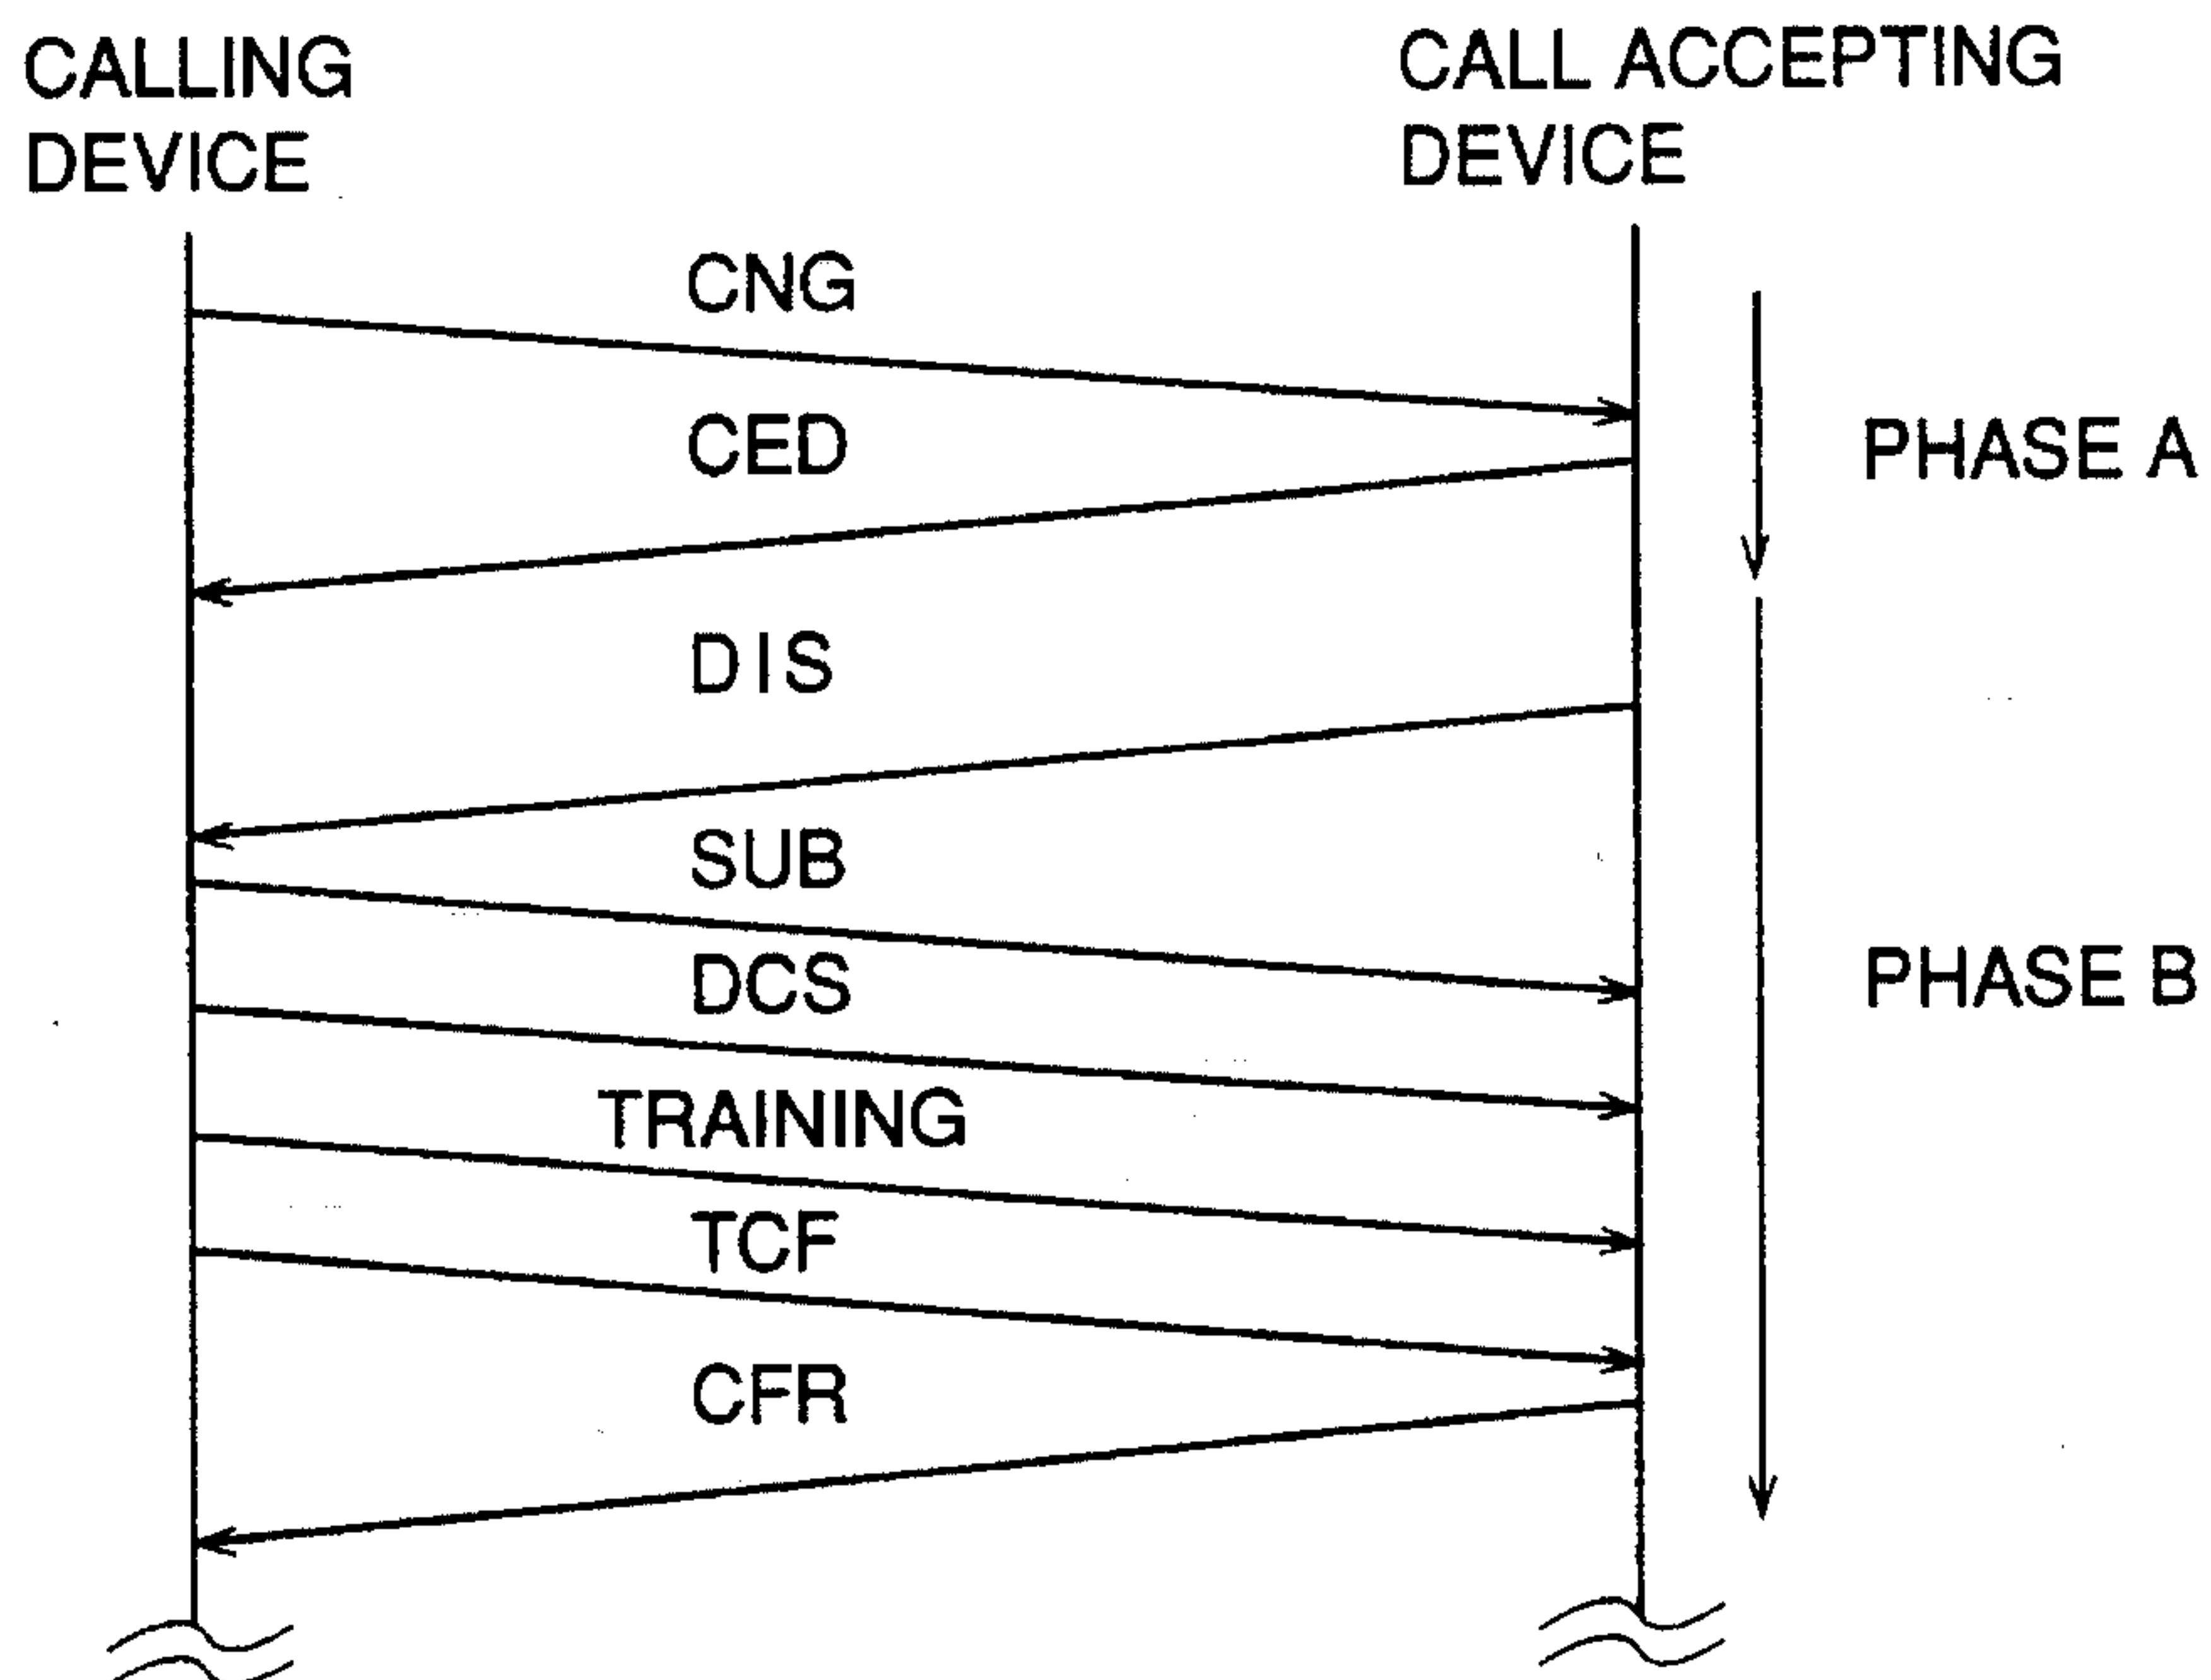 CALLING
DEVICE
CALL ACCEPTING
DEVICE
CNG
CED
PHASE A
DIS
SUB
DCS
PHASE B
TRAINING
TCF
CFR